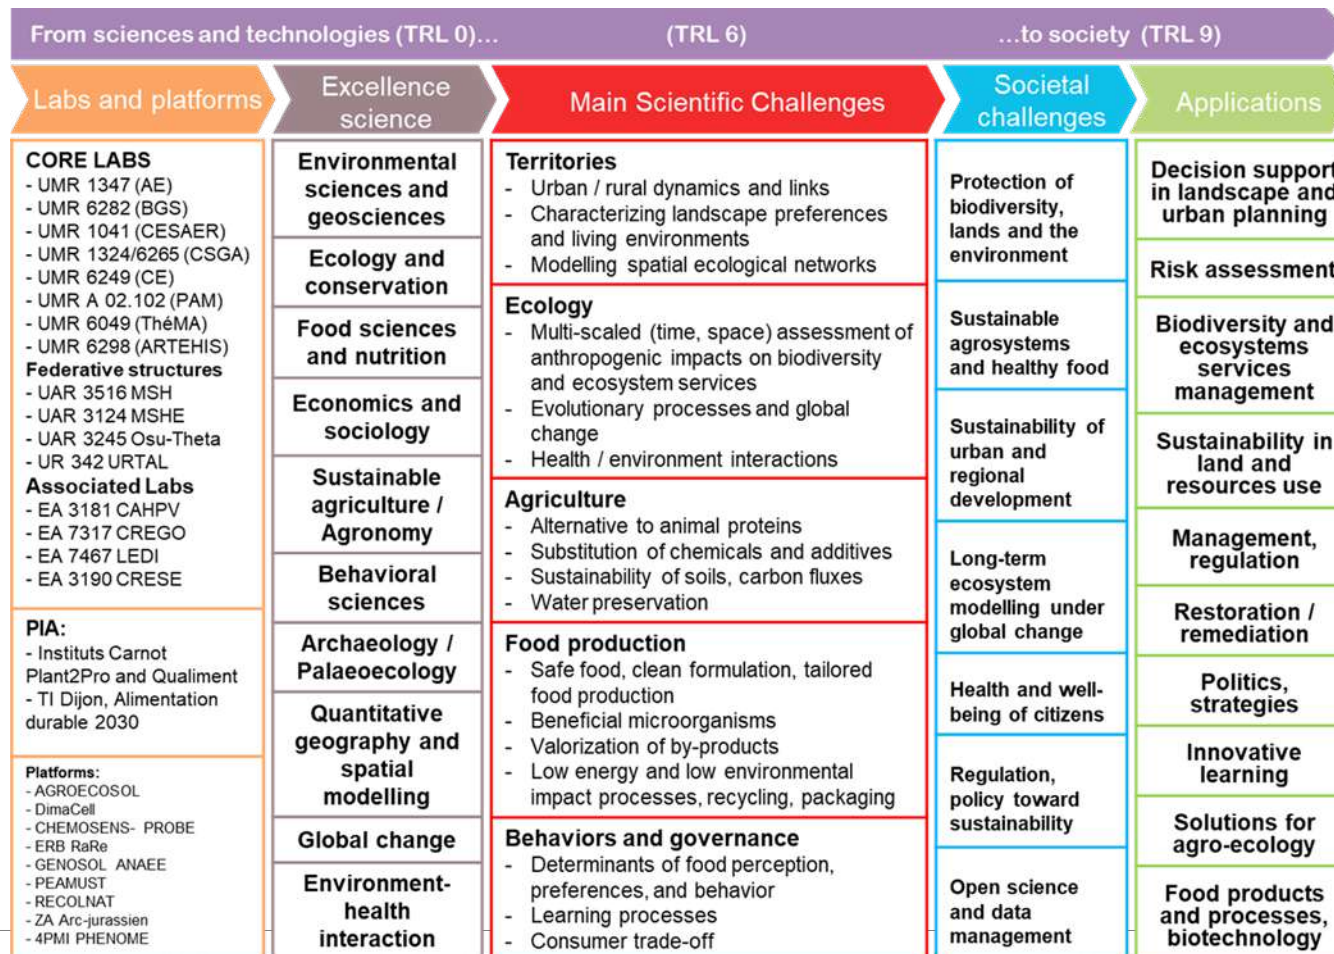 From sciences and technologies (TRL 0)...
(TRL 6)
...to society (TRL 9)
Labs and platforms
Excellence
science
Main Scientific Challenges
Societal
challenges
Applications
CORE LABS
- UMR 1347 (AE)
- UMR 6282 (BGS)
- UMR 1041 (CESAER)
- UMR 1324/6265 (CSGA)
- UMR 6249 (CE)
- UMR A 02.102 (PAM)
- UMR 6049 (ThéMA)
- UMR 6298 (ARTEHIS)
Federative structures
- UAR 3516 MSH
- UAR 3124 MSHE
- UAR 3245 Osu-Theta
- UR 342 URTAL
Associated Labs
- EA 3181 CAHPV
- EA 7317 CREGO
- EA 7467 LEDI
- EA 3190 CRESE
PIA:
- Instituts Carnot
Plant2Pro and Qualiment
- TI Dijon, Alimentation
durable 2030
Platforms:
- AGROECOSOL
- DimaCell
- CHEMOSENS- PROBE
- ERB RaRe
- GENOSOL ANAEE
- PEAMUST
- RECOLNAT
- ZA Arc-jurassien
- 4PMI PHENOME
Environmental
sciences and
geosciences
Ecology and
conservation
Food sciences
and nutrition
Economics and
sociology
Sustainable
agriculture /
Agronomy
Behavioral
sciences
Archaeology /
Palaeoecology
Quantitative
geography and
spatial
modelling
Global change
Environment-
health
interaction
Territories
- Urban / rural dynamics and links
- Characterizing landscape preferences
and living environments
- Modelling spatial ecological networks
Ecology
- Multi-scaled (time, space) assessment of
anthropogenic impacts on biodiversity
and ecosystem services
- Evolutionary processes and global
change
- Health / environment interactions
Agriculture
- Alternative to animal proteins
- Substitution of chemicals and additives
- Sustainability of soils, carbon fluxes
- Water preservation
Food production
- Safe food, clean formulation, tailored
food production
- Beneficial microorganisms
- Valorization of by-products
- Low energy and low environmental
impact processes, recycling, packaging
Behaviors and governance
- Determinants of food perception,
preferences, and behavior
- Learning processes
- Consumer trade-off
Protection of
biodiversity,
lands and the
environment
Sustainable
agrosystems
and healthy food
Sustainability of
urban and
regional
development
Long-term
ecosystem
modelling under
global change
Health and well-
being of citizens
Regulation,
policy toward
sustainability
Open science
and data
management
Decision support
in landscape and
urban planning
Risk assessment
Biodiversity and
ecosystems
services
management
Sustainability in
land and
resources use
Management,
regulation
Restoration /
remediation
Politics,
strategies
Innovative
learning
Solutions for
agro-ecology
Food products
and processes,
biotechnology